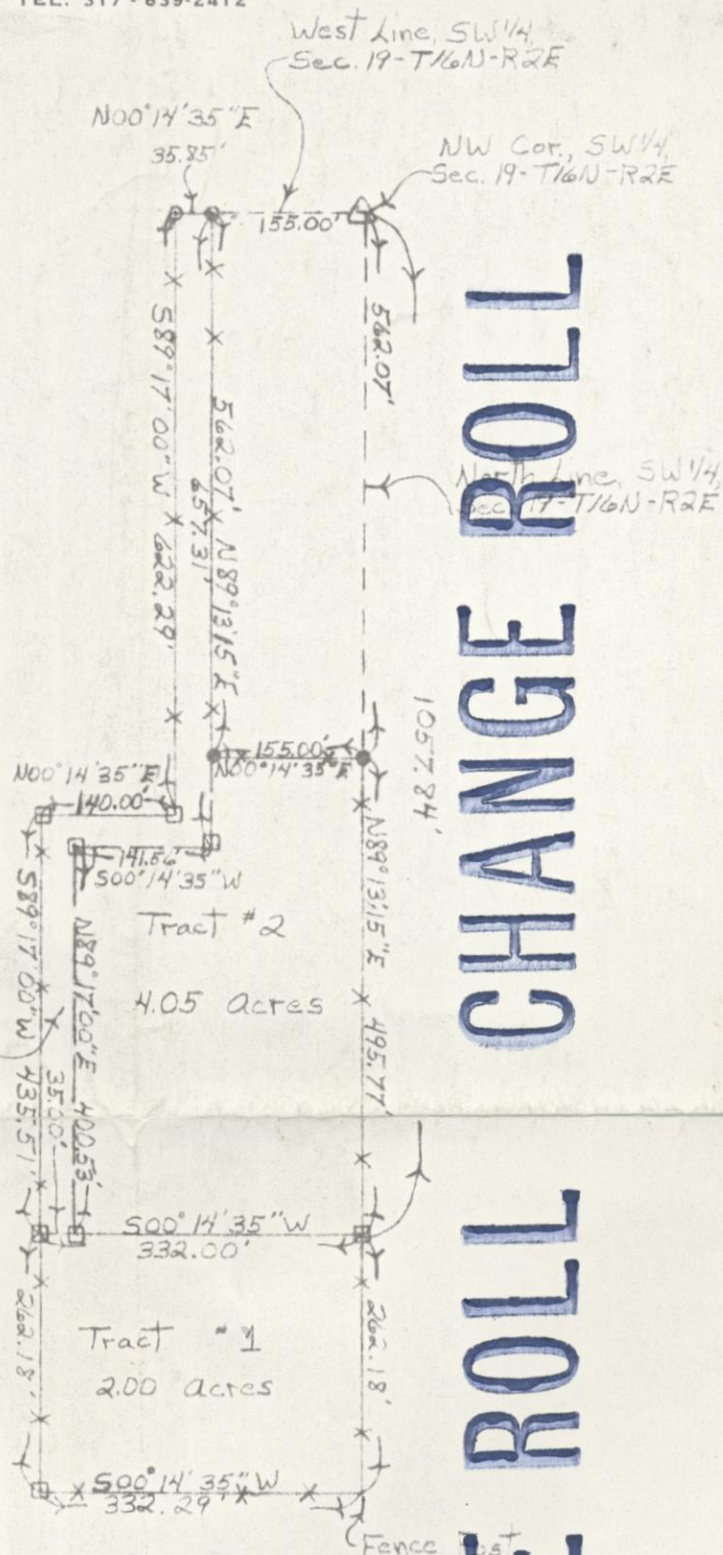 TEL: 317 - 639-2412
West Line, SW 1/4,
Sec. 19-T16N-R2E
N00°14'35"E
35.85'
NW Cor., SW 1/4,
Sec. 19-T16N-R2E
155.00'
562.07'
S89°17'00"W 622.29'
562.07' N89°13'15"E
657.31'
North Line, SW 1/4,
Sec. 19-T16N-R2E
CHANGE ROLL
1057.84'
155.00'
N00°14'35"E
N00°14'35"E
140.00'
141.56'
S00°14'35"W
Tract #2
4.05 Acres
N89°13'15"E 495.77'
S89°17'00"W 435.51'
N89°17'00"E 400.53'
35.00'
S00°14'35"W
332.00'
262.18'
262.18'
Tract #1
2.00 Acres
S00°14'35"W
332.29'
Fence Post
E ROLL